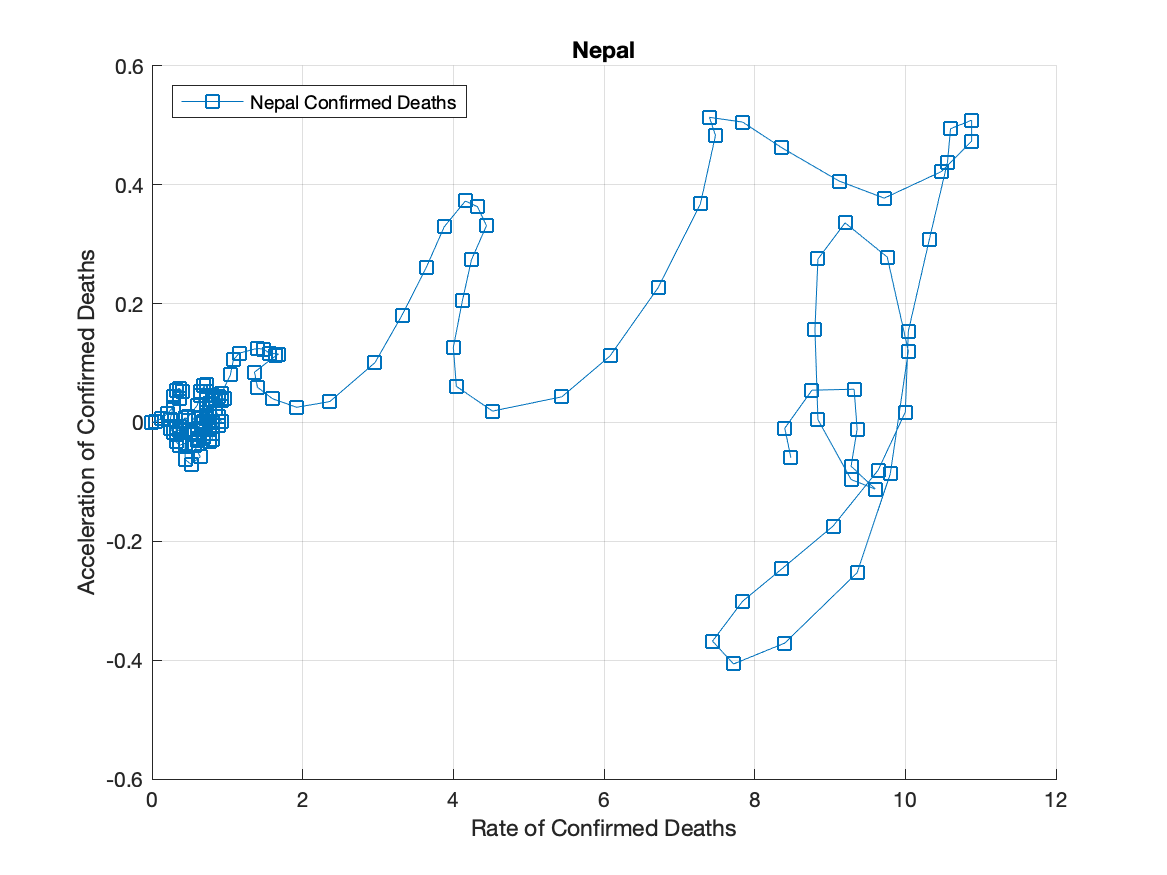 Nepal
Nepal Confirmed Deaths
0.6
0.4
0.2
0
-0.2
-0.4
-0.6
Acceleration of Confirmed Deaths
0 2 4 6 8 10 12
Rate of Confirmed Deaths